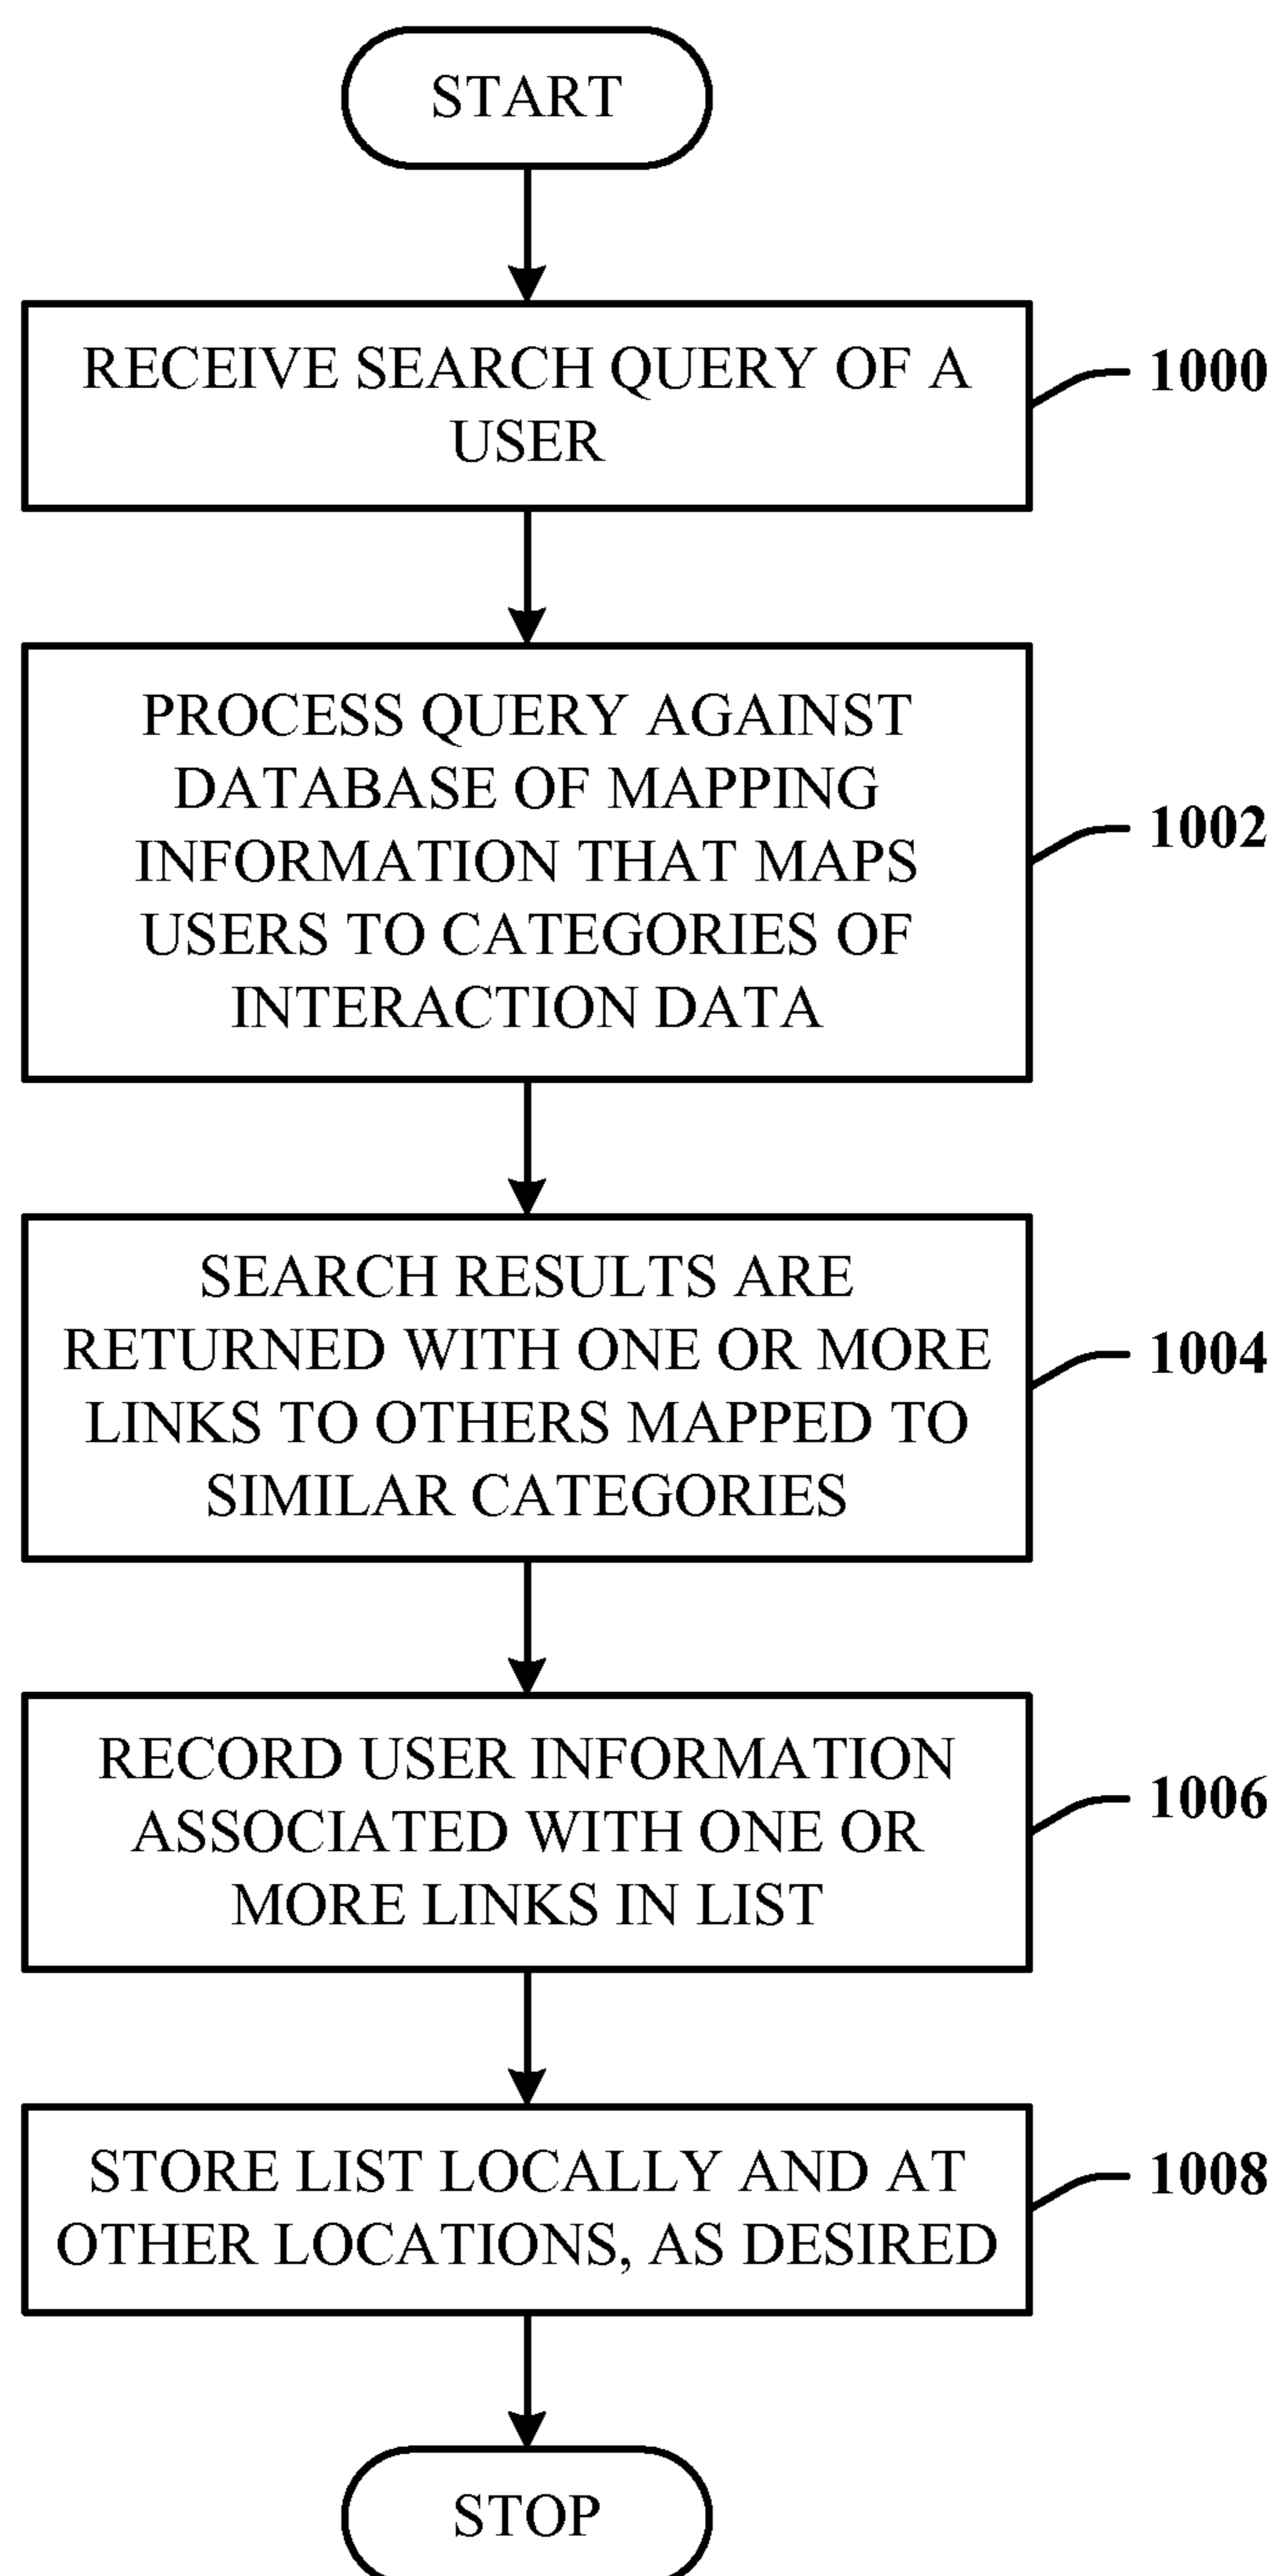 START
RECEIVE SEARCH QUERY OF A
USER
1000
PROCESS QUERY AGAINST
DATABASE OF MAPPING
INFORMATION THAT MAPS
USERS TO CATEGORIES OF
INTERACTION DATA
1002
SEARCH RESULTS ARE
RETURNED WITH ONE OR MORE
LINKS TO OTHERS MAPPED TO
SIMILAR CATEGORIES
1004
RECORD USER INFORMATION
ASSOCIATED WITH ONE OR
MORE LINKS IN LIST
1006
STORE LIST LOCALLY AND AT
OTHER LOCATIONS, AS DESIRED
1008
STOP